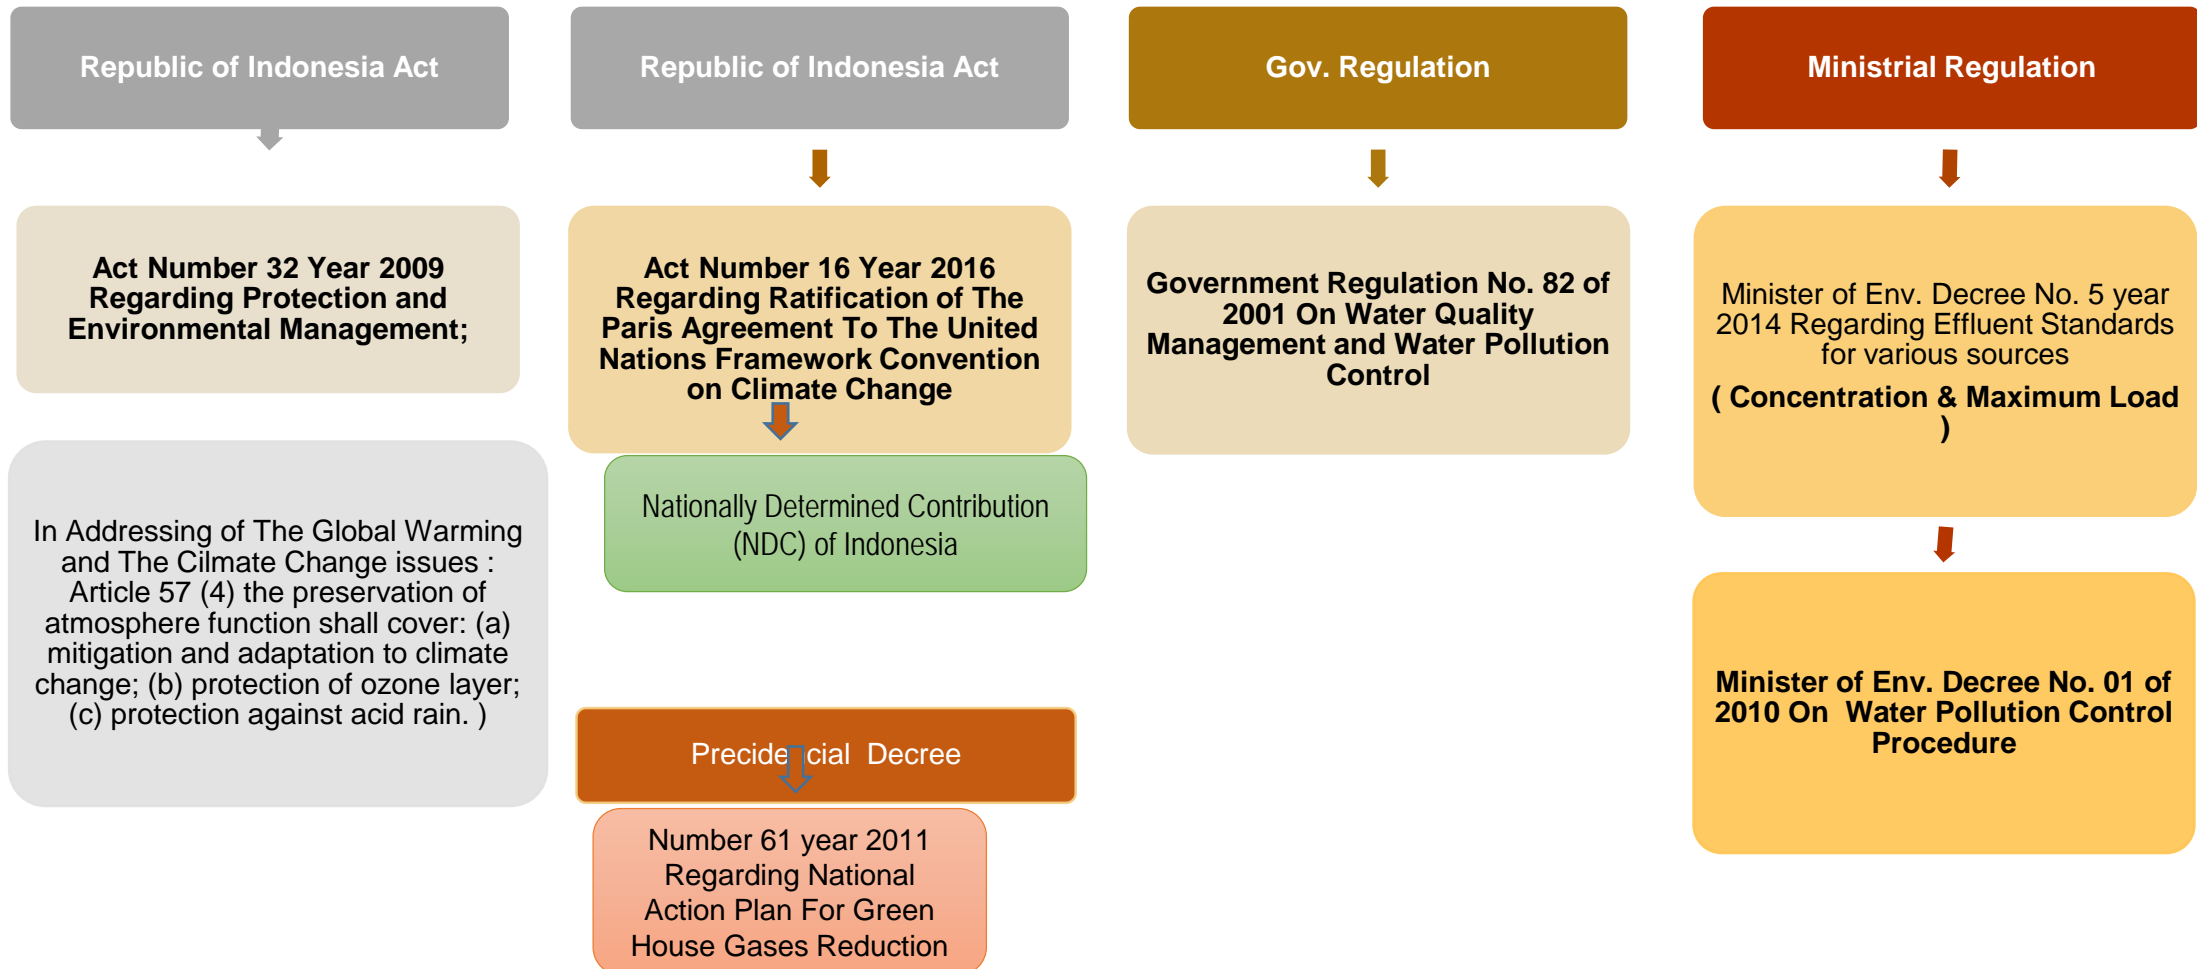 Republic of Indonesia Act
Act Number 32 Year 2009
Regarding Protection and
Environmental Management;
In Addressing of The Global Warming
and The Cilmate Change issues :
Article 57 (4) the preservation of
atmosphere function shall cover: (a)
mitigation and adaptation to climate
change; (b) protection of ozone layer;
(c) protection against acid rain. )
Republic of Indonesia Act
Act Number 16 Year 2016
Regarding Ratification of The
Paris Agreement To The United
Nations Framework Convention
on Climate Change
Nationally Determined Contribution
(NDC) of Indonesia
Precidencial Decree
Number 61 year 2011
Regarding National
Action Plan For Green
House Gases Reduction
Gov. Regulation
Government Regulation No. 82 of
2001 On Water Quality
Management and Water Pollution
Control
Ministrial Regulation
Minister of Env. Decree No. 5 year
2014 Regarding Effluent Standards
for various sources
( Concentration & Maximum Load
)
Minister of Env. Decree No. 01 of
2010 On Water Pollution Control
Procedure